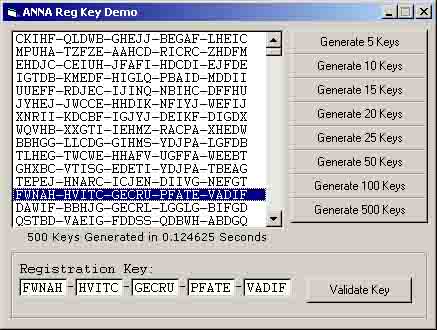 ANNA Reg Key Demo
CKIHF-QLDWB-GHEJJ-BEGAF-LHEIC
MPUHA-TZFZE-AAHCD-RICRC-ZHDFM
EHDJC-CEIUH-JFAFI-HDCDI-EJFDE
IGTDB-KMEDF-HIGLQ-PBAID-MDDII
UUEFF-RDJEC-IJINQ-NBIHC-DFFHU
JYHEJ-JWCCE-HHIXF-NIYDJ-WEFIJ
XNRII-KDCBF-IGJYJ-DEIKF-DIGDX
WQVHB-XXGTI-IEHMZ-RACPA-XHEDW
BBHGG-LLCDG-GIHMS-YDJPA-LGFDB
TLHEG-TWCWE-HHAFV-UGFFA-WEEBT
GHXBC-VTISG-EDETI-YDJPA-TBEAG
TEPEJ-HNARC-ICJEN-DIIVG-NEFGT
FWNAH-HVITC-GECRU-PFATE-VADIF
DAWIF-BBHJG-GECRL-LGGLG-BIFGD
QSTBD-VAEIG-FDDSS-QDBWH-ABDGQ
Generate 5 Keys
Generate 10 Keys
Generate 15 Keys
Generate 20 Keys
Generate 25 Keys
Generate 50 Keys
Generate 100 Keys
Generate 500 Keys
500 Keys Generated in 0.124625 Seconds
Registration Key:
FWNAH-HVITC-GECRU-PFATE-VADIF
Validate Key